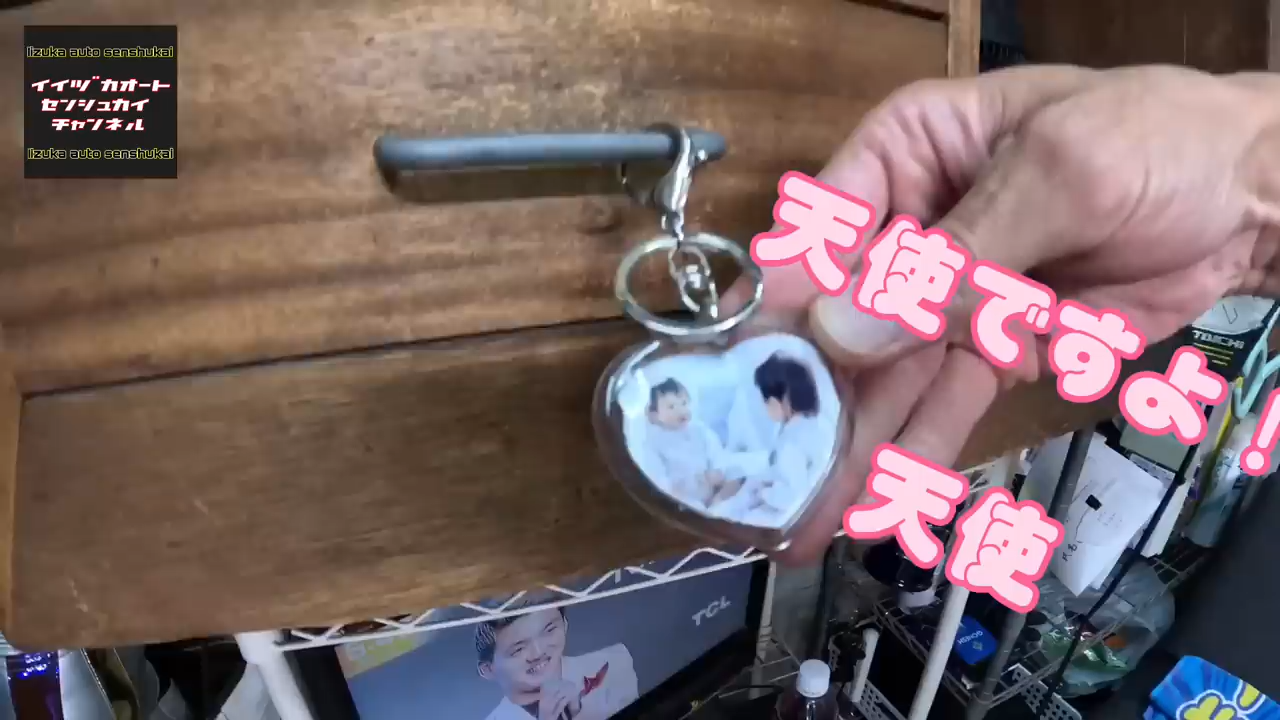 Iizuka auto senshukai
イイヅカオート
センシュカイ
チャンネル
Iizuka auto senshukai
天使ですよ！
天使
TCL